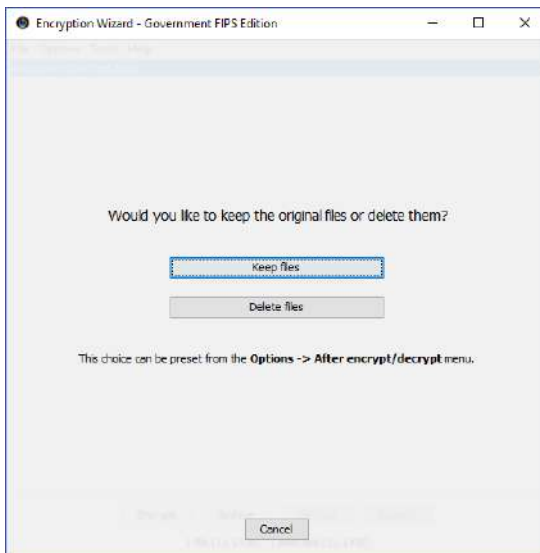 Encryption Wizard - Government FIPS Edition
Would you like to keep the original files or delete them?
Keep files
Delete files
This choice can be preset from the Options -> After encrypt/decrypt menu.
Cancel